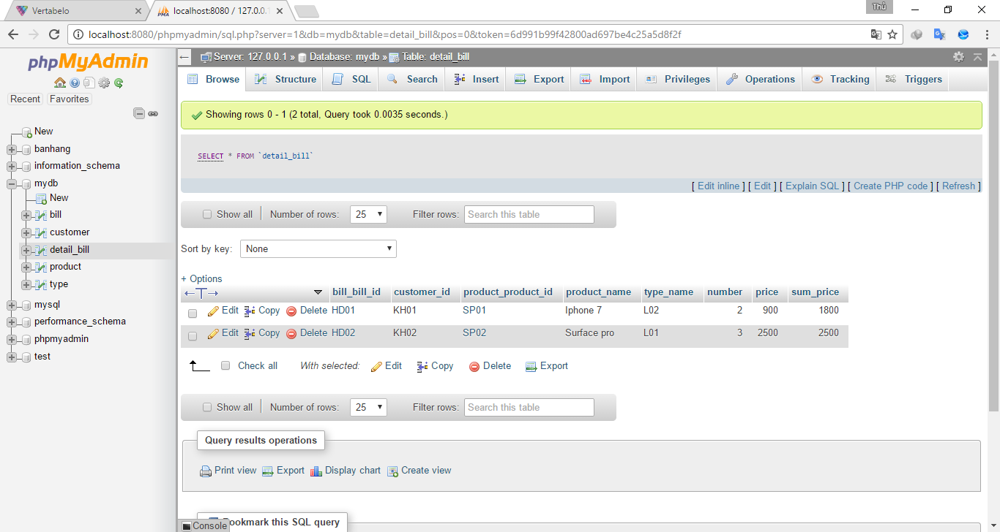 Vertabelo
localhost:8080 / 127.0.0.1
Thủ
localhost:8080/phpmyadmin/sql.php?server=1&db=mydb&table=detail_bill&pos=0&token=6d991b99f42800ad697be4c25a5d8f2f
phpMyAdmin
Recent Favorites
New
banhang
information_schema
mydb
New
bill
customer
detail_bill
product
type
mysql
performance_schema
phpmyadmin
test
Server: 127.0.0.1 » Database: mydb » Table: detail_bill
Browse Structure SQL Search Insert Export Import Privileges Operations Tracking Triggers
Showing rows 0 - 1 (2 total, Query took 0.0035 seconds.)
SELECT * FROM `detail_bill`
[ Edit inline ] [ Edit ] [ Explain SQL ] [ Create PHP code ] [ Refresh ]
Show all Number of rows: 25 Filter rows: Search this table
Sort by key: None
+ Options
bill_bill_id customer_id product_product_id product_name type_name number price sum_price
Edit Copy Delete HD01 KH01 SP01 Iphone 7 L02 2 900 1800
Edit Copy Delete HD02 KH02 SP02 Surface pro L01 3 2500 2500
Check all With selected: Edit Copy Delete Export
Show all Number of rows: 25 Filter rows: Search this table
Query results operations
Print view Export Display chart Create view
Bookmark this SQL query
Console